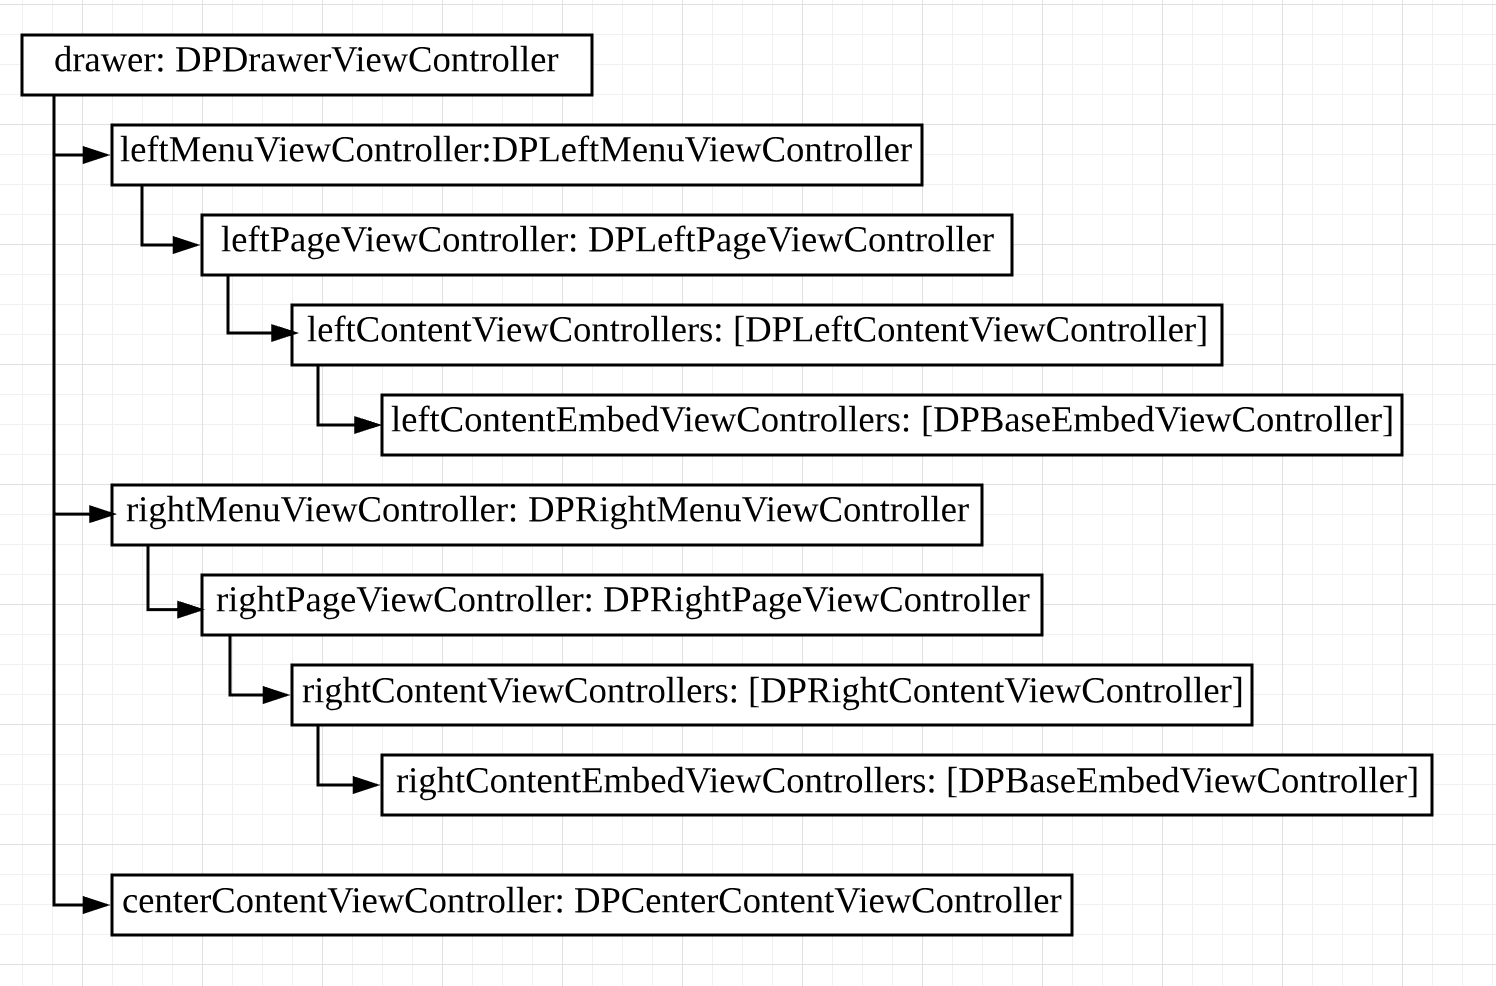 drawer: DPDrawerViewController
leftMenuViewController:DPLeftMenuViewController
leftPageViewController: DPLeftPageViewController
leftContentViewControllers: [DPLeftContentViewController]
leftContentEmbedViewControllers: [DPBaseEmbedViewController]
rightMenuViewController: DPRightMenuViewController
rightPageViewController: DPRightPageViewController
rightContentViewControllers: [DPRightContentViewController]
rightContentEmbedViewControllers: [DPBaseEmbedViewController]
centerContentViewController: DPCenterContentViewController